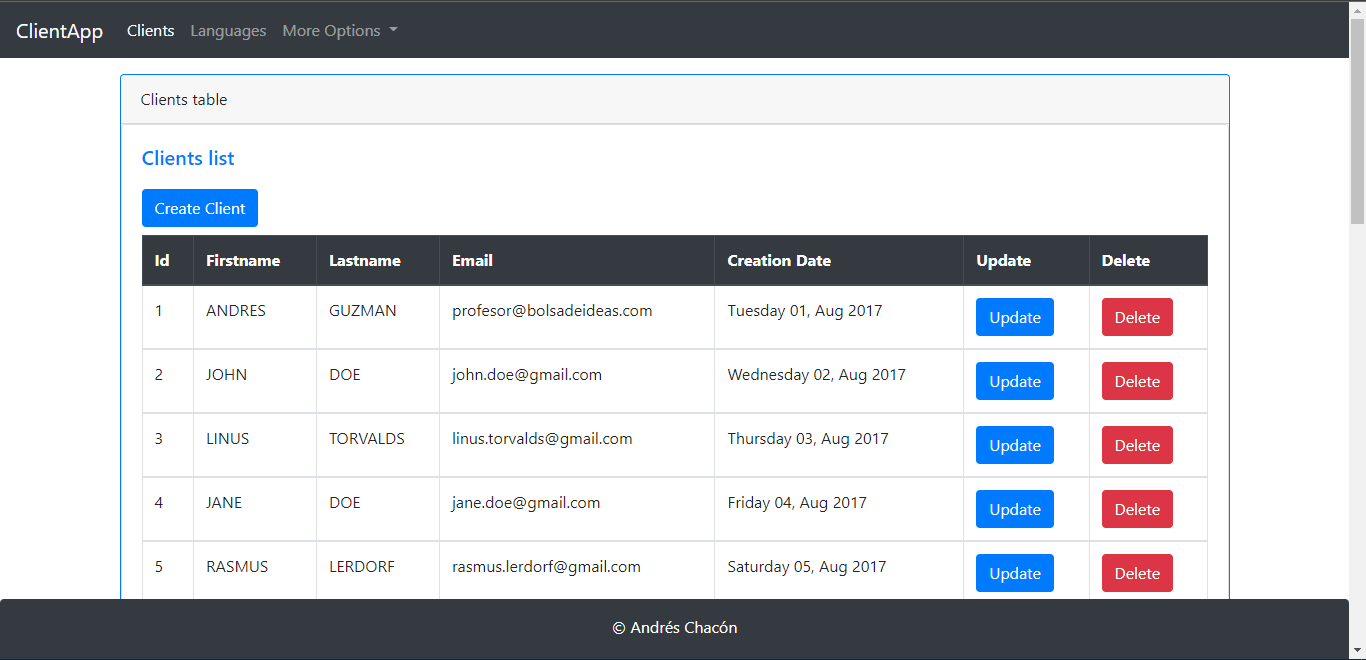 ClientApp Clients Languages More Options
Clients table
Clients list
Create Client
Id Firstname Lastname Email Creation Date Update Delete
1 ANDRES GUZMAN profesor@bolsadeideas.com Tuesday 01, Aug 2017 Update Delete
2 JOHN DOE john.doe@gmail.com Wednesday 02, Aug 2017 Update Delete
3 LINUS TORVALDS linus.torvalds@gmail.com Thursday 03, Aug 2017 Update Delete
4 JANE DOE jane.doe@gmail.com Friday 04, Aug 2017 Update Delete
5 RASMUS LERDORF rasmus.lerdorf@gmail.com Saturday 05, Aug 2017 Update Delete
© Andrés Chacón